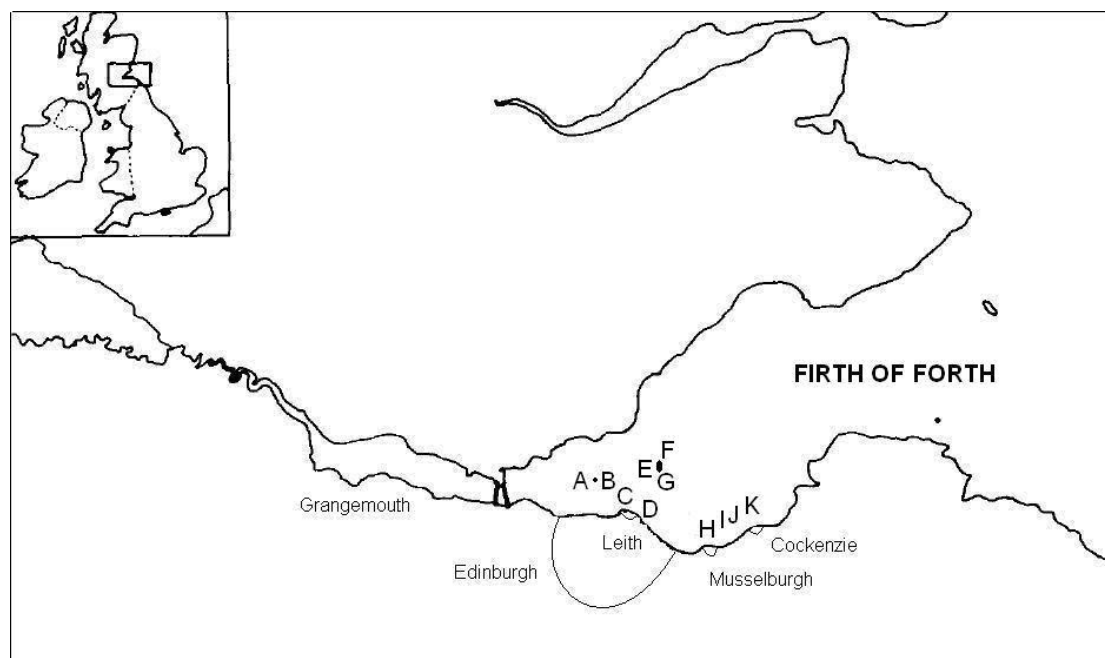 FIRTH OF FORTH
F
E
A B G
C
Grangemouth D
H I J K
Leith Cockenzie
Edinburgh
Musselburgh